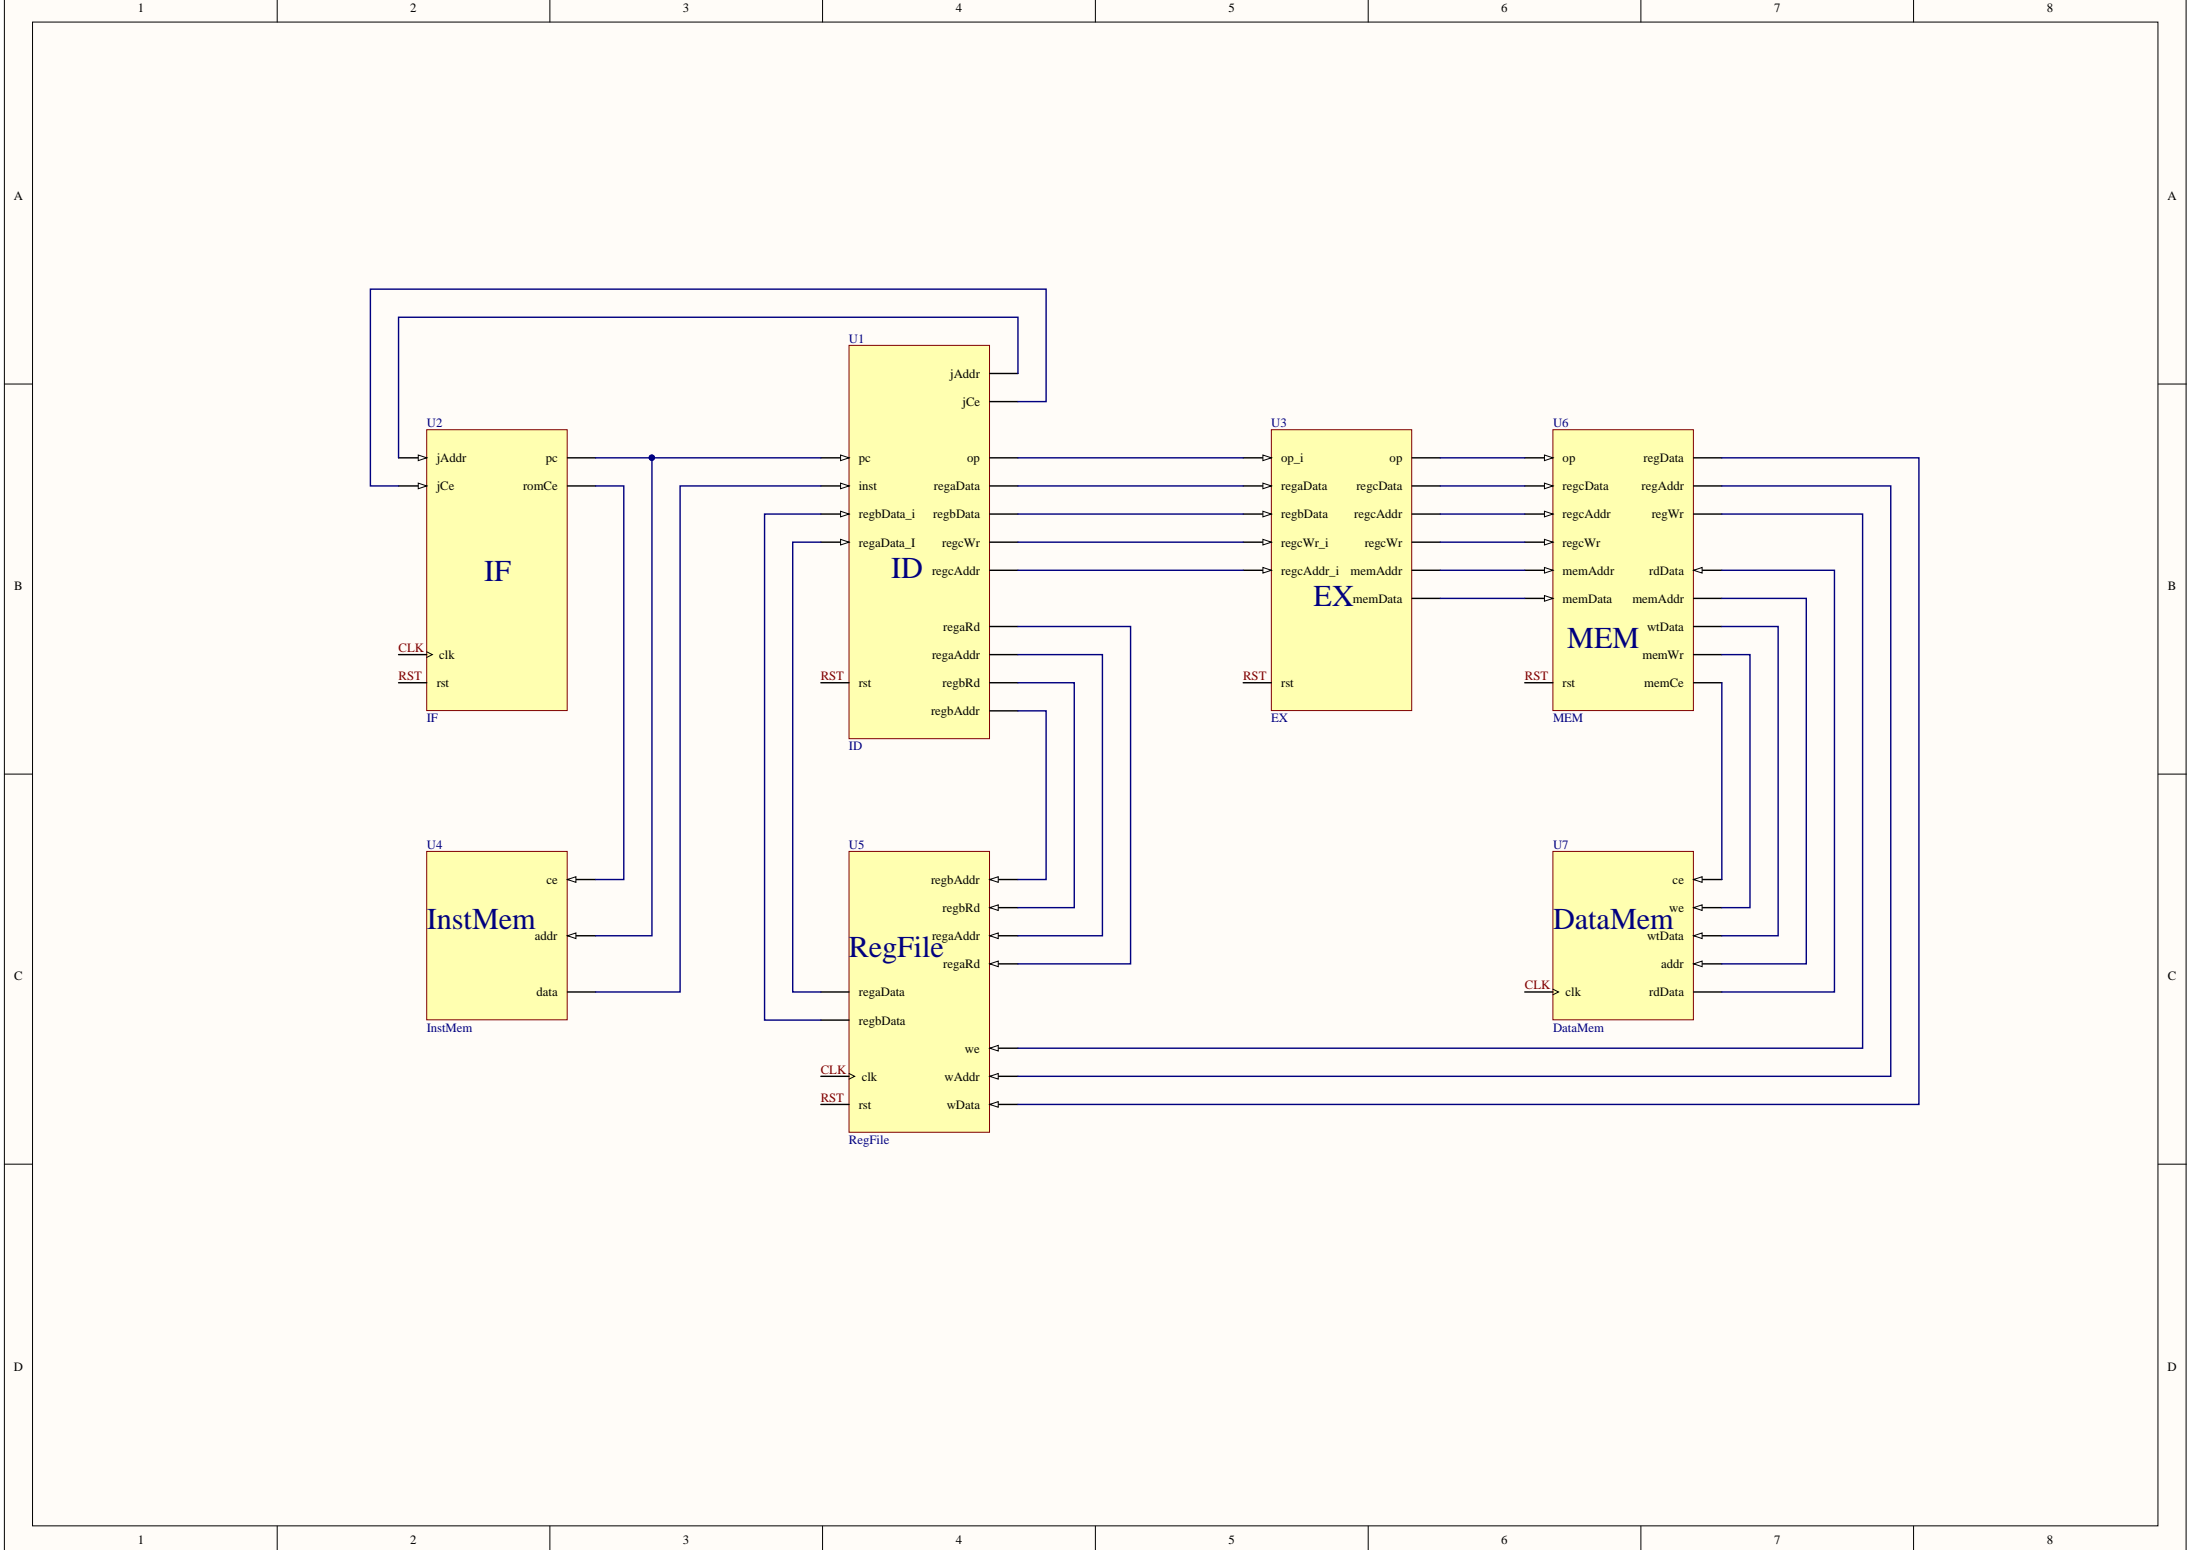 1 2 3 4 5 6 7 8
A A
U1
jAddr
jCe
pc op
inst regaData
regbData_i regbData
regaData_I regcWr
ID
regcAddr
regaRd
regaAddr
RST rst regbRd
regbAddr
ID
U2
jAddr pc
jCe romCe
IF
CLK clk
RST rst
IF
U3
op_i op
regaData regcData
regbData regcAddr
regcWr_i regcWr
regcAddr_i memAddr
EX memData
RST rst
EX
U6
op regData
regcData regAddr
regcAddr regWr
regcWr
memAddr rdData
memData memAddr
wtData
MEM
memWr
RST rst memCe
MEM
B B
U4
ce
InstMem
addr
data
InstMem
U5
regbAddr
regbRd
regaAddr
RegFile
regaRd
regaData
regbData
we
CLK clk wAddr
RST rst wData
RegFile
U7
ce
we
DataMem
wtData
addr
CLK clk rdData
DataMem
C C
D D
1 2 3 4 5 6 7 8